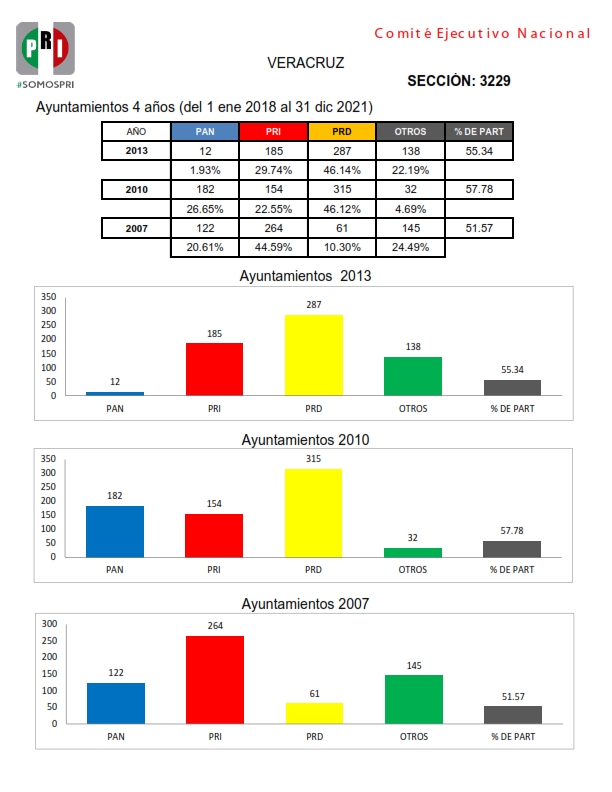 PRI
#SOMOSPRI
Comité Ejecutivo Nacional
VERACRUZ
SECCIÓN: 3229
Ayuntamientos 4 años (del 1 ene 2018 al 31 dic 2021)
AÑO PAN PRI PRD OTROS % DE PART
2013 12 185 287 138 55.34
1.93% 29.74% 46.14% 22.19%
2010 182 154 315 32 57.78
26.65% 22.55% 46.12% 4.69%
2007 122 264 61 145 51.57
20.61% 44.59% 10.30% 24.49%
Ayuntamientos 2013
350
300
250
200
150
100
50
0
12
185
287
138
55.34
PAN PRI PRD OTROS % DE PART
Ayuntamientos 2010
350
300
250
200
150
100
50
0
182
154
315
32
57.78
PAN PRI PRD OTROS % DE PART
Ayuntamientos 2007
300
250
200
150
100
50
0
122
264
61
145
51.57
PAN PRI PRD OTROS % DE PART